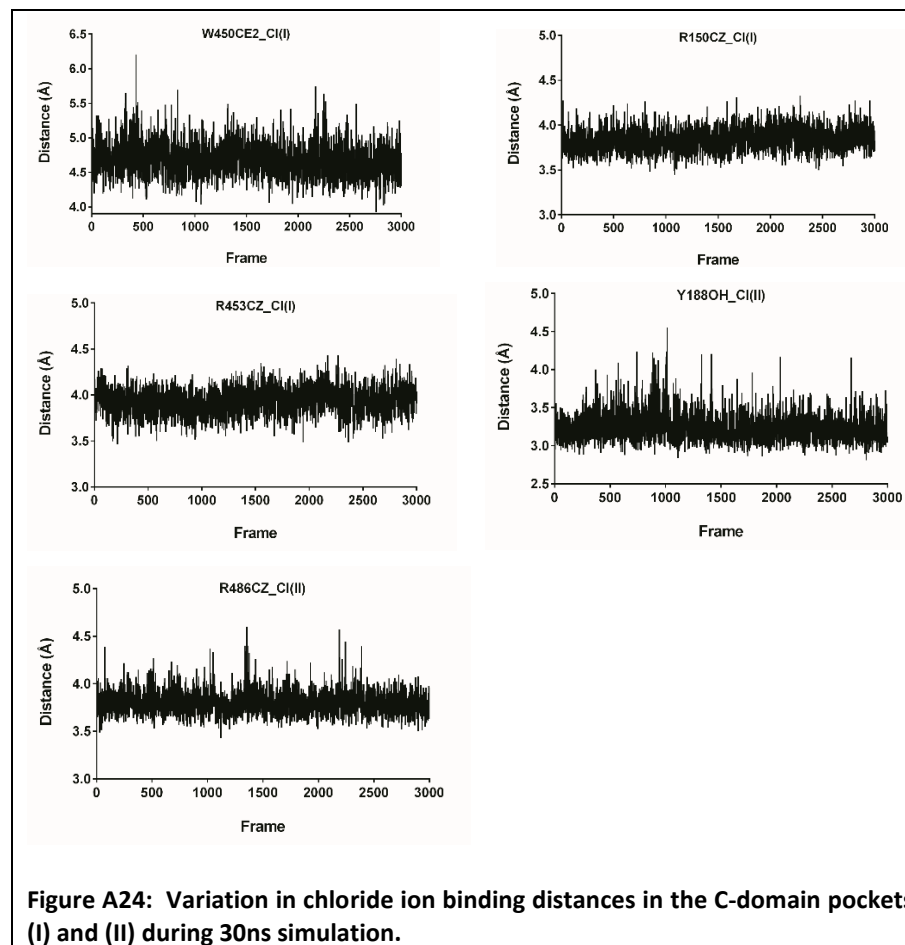 W450CE2_Cl(I)
Distance (Å)
6.5
6.0
5.5
5.0
4.5
4.0
0 500 1000 1500 2000 2500 3000
Frame
R150CZ_Cl(I)
Distance (Å)
5.0
4.5
4.0
3.5
3.0
0 500 1000 1500 2000 2500 3000
Frame
R453CZ_Cl(I)
Distance (Å)
5.0
4.5
4.0
3.5
3.0
0 500 1000 1500 2000 2500 3000
Frame
Y188OH_Cl(II)
Distance (Å)
5.0
4.5
4.0
3.5
3.0
2.5
0 500 1000 1500 2000 2500 3000
Frame
R486CZ_Cl(II)
Distance (Å)
5.0
4.5
4.0
3.5
3.0
0 500 1000 1500 2000 2500 3000
Frame
Figure A24: Variation in chloride ion binding distances in the C-domain pockets
(I) and (II) during 30ns simulation.